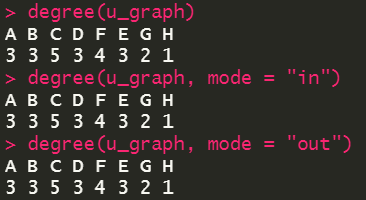 > degree(u_graph)
A B C D F E G H
3 3 5 3 4 3 2 1
> degree(u_graph, mode = "in")
A B C D F E G H
3 3 5 3 4 3 2 1
> degree(u_graph, mode = "out")
A B C D F E G H
3 3 5 3 4 3 2 1